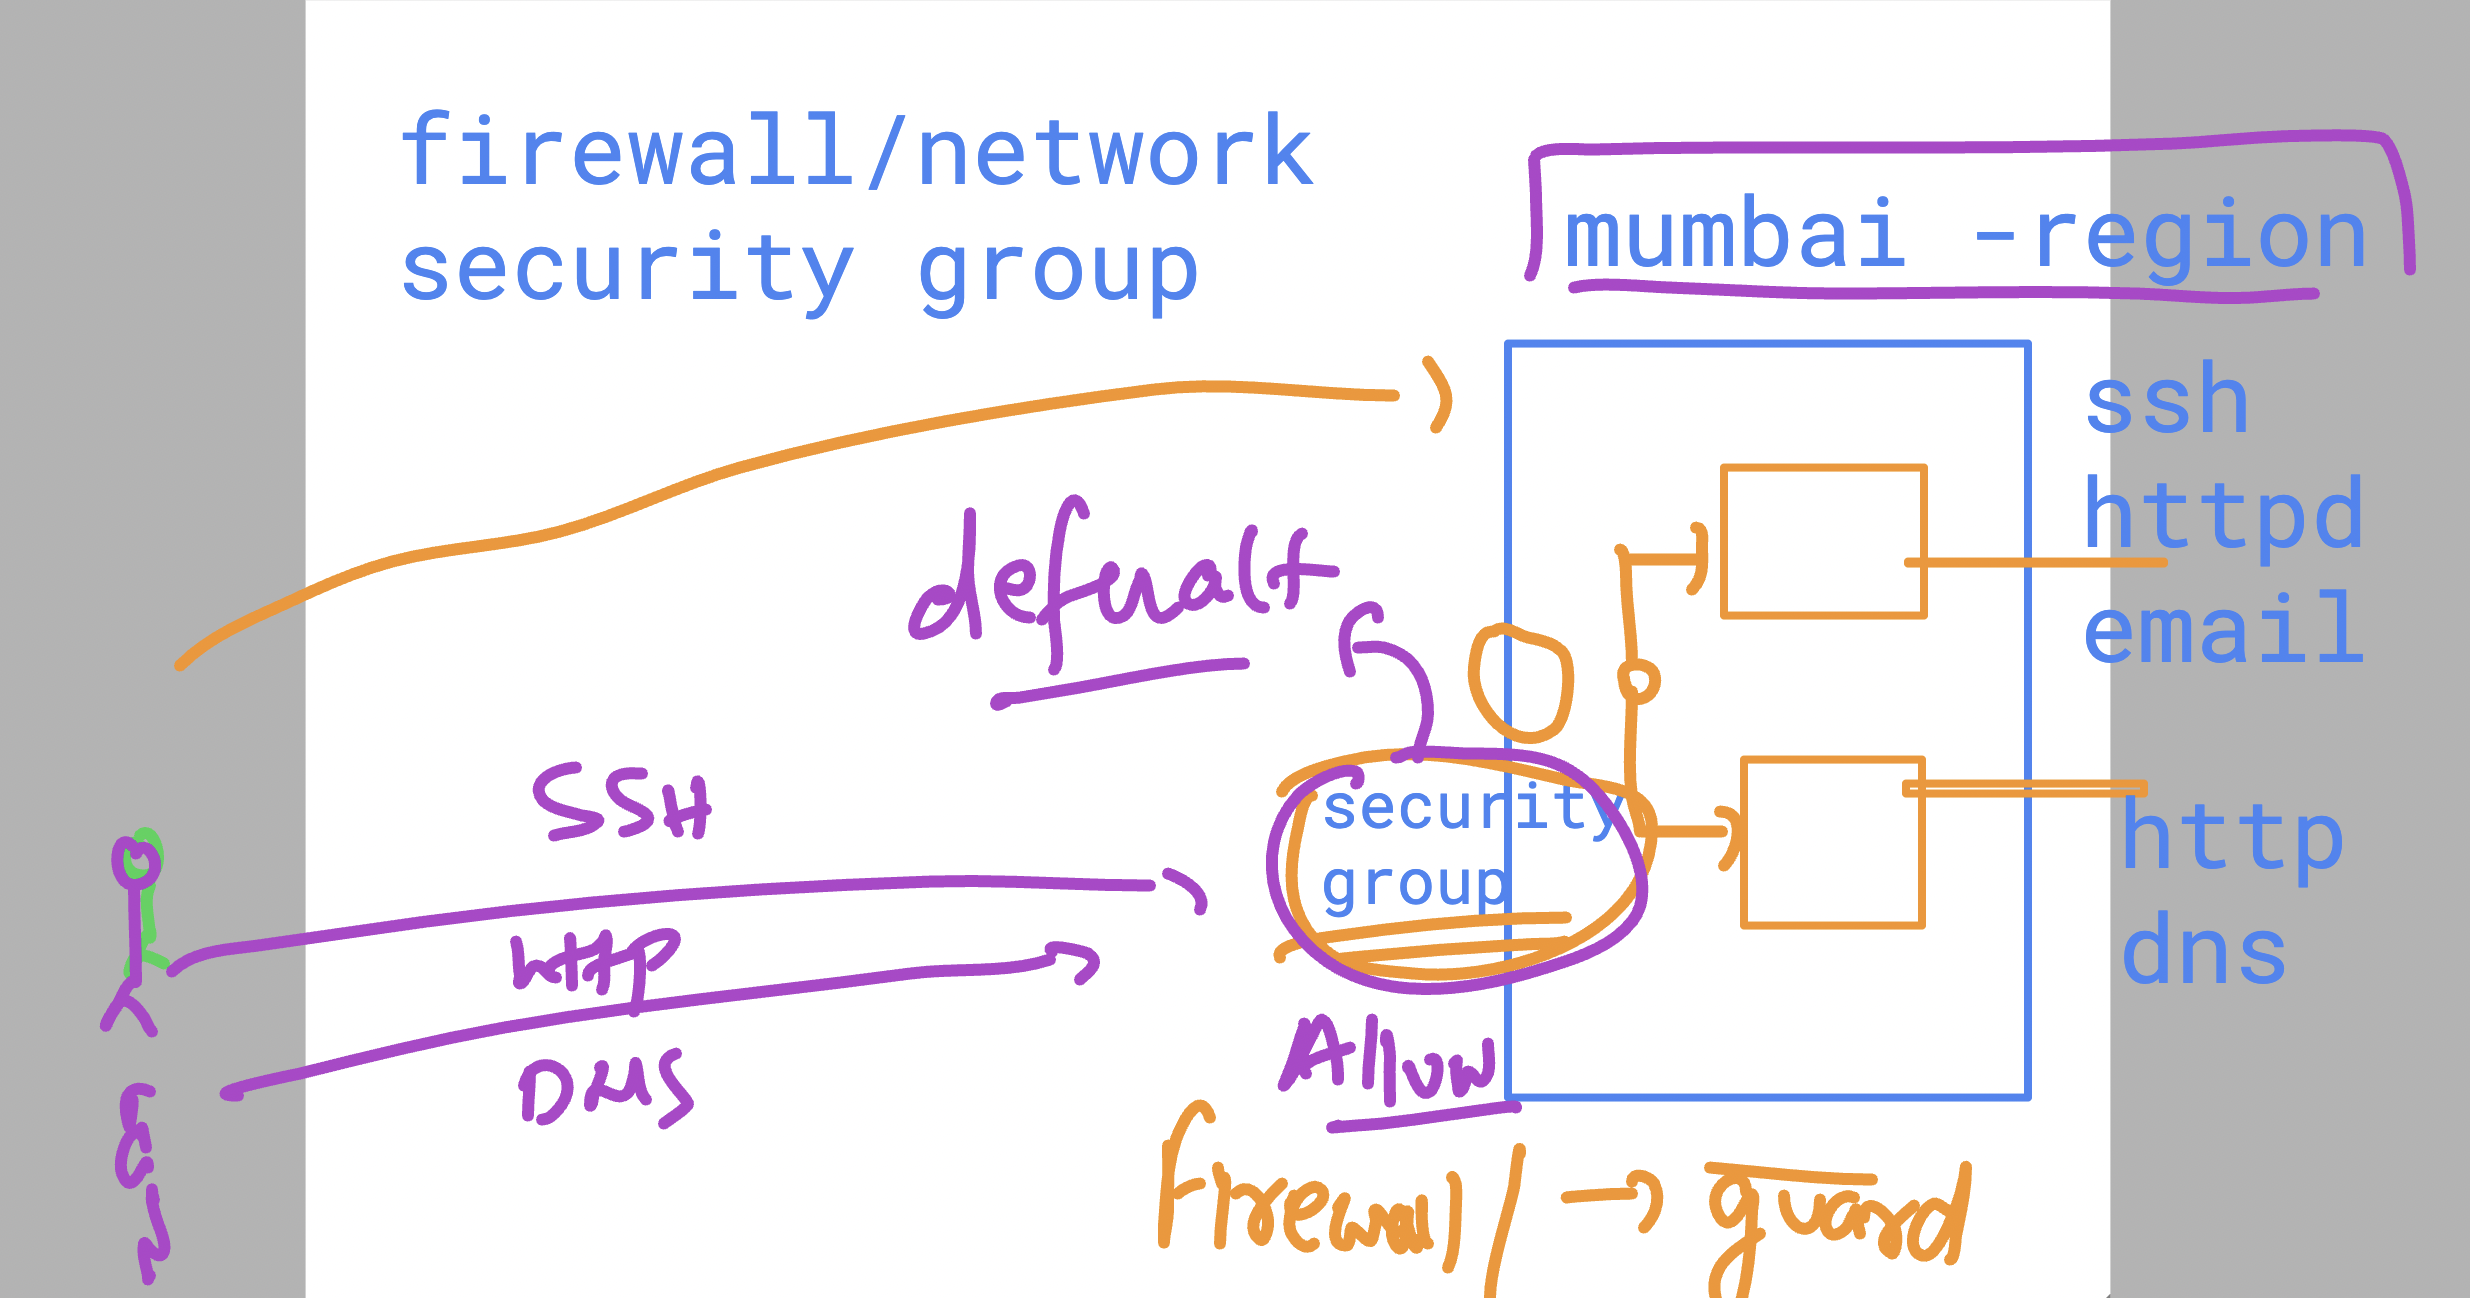 firewall/network
security group
mumbai -region
ssh
httpd
email
default
SSH
security
group
http
http
dns
DNS
Allow
Firewall
→ guard